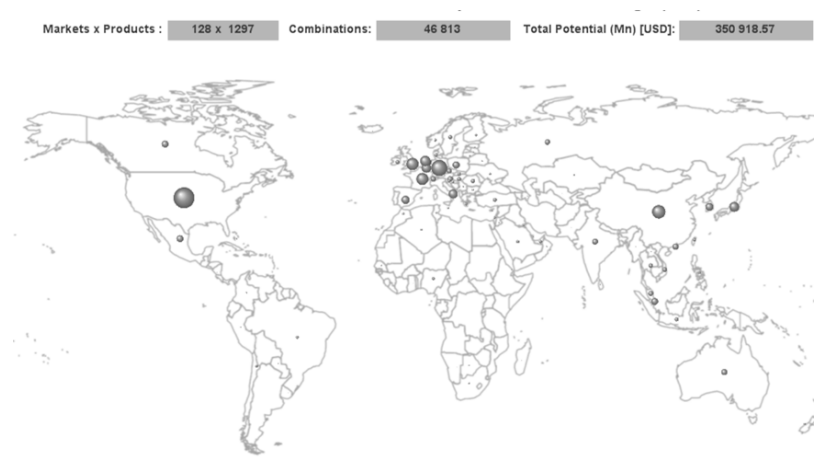 Markets x Products : 128 x 1297 Combinations: 46 813 Total Potential (Mn) [USD]: 350 918.57